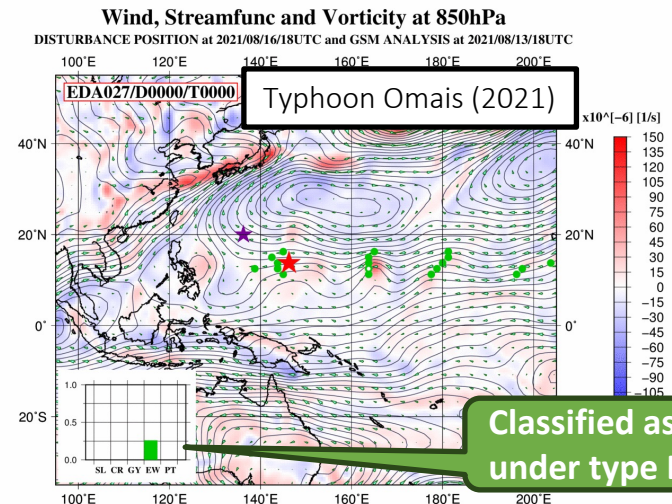 Wind, Streamfunc and Vorticity at 850hPa
DISTURBANCE POSITION at 2021/08/16/18UTC and GSM ANALYSIS at 2021/08/13/18UTC
100˚E 120˚E 140˚E 160˚E 180˚ 200˚E
EDA027/D0000/T0000
Typhoon Omais (2021)
x10^[−6] [1/s]
40˚N 40˚N
20˚N 20˚N
0˚ 0˚
20˚S
150
135
120
105
90
75
60
45
30
15
0
−15
−30
−45
−60
−75
−90
−105
1.0
0.5
0.0
SL CR GY EW PT
Classified as
under type
100˚E 120˚E 140˚E 160˚E 180˚ 200˚E